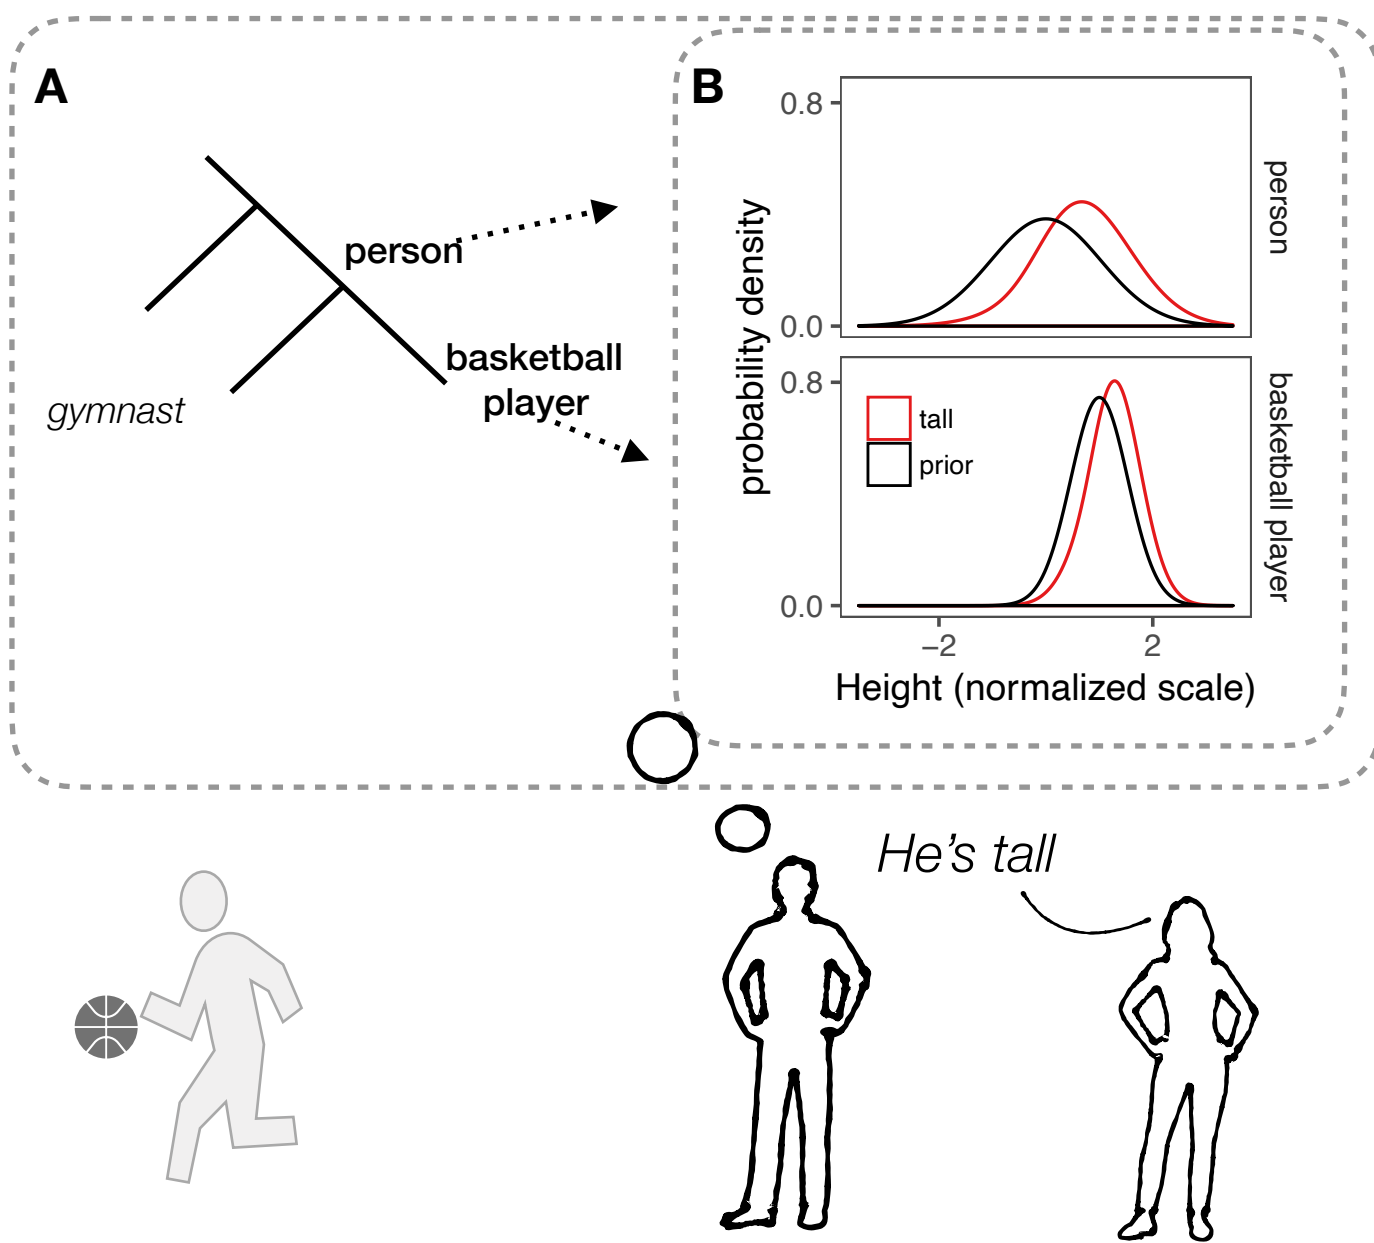 A
person
basketball
player
gymnast
B
probability density
0.8
0.0
person
0.8
0.0
tall
prior
basketball player
−2
2
Height (normalized scale)
He's tall